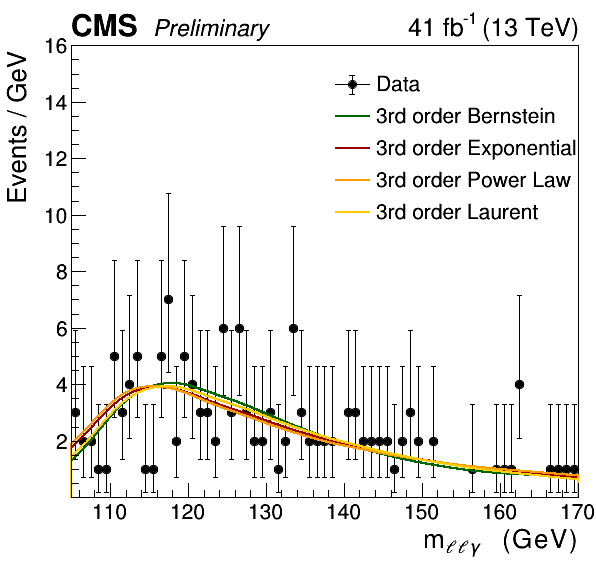 CMS Preliminary 41 fb⁻¹ (13 TeV)
Events / GeV
16
14
12
10
8
6
4
2
Data
3rd order Bernstein
3rd order Exponential
3rd order Power Law
3rd order Laurent
110 120 130 140 150 160 170
m_ℓℓγ (GeV)